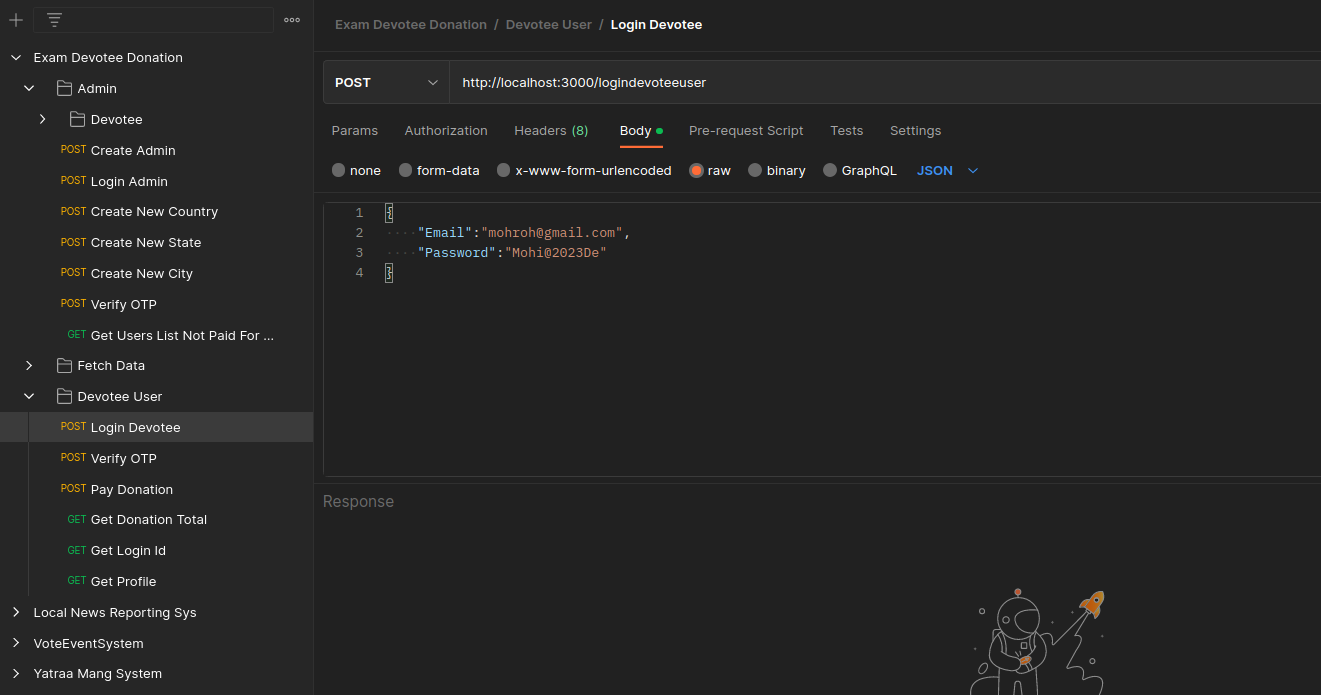 Exam Devotee Donation
Admin
Devotee
POST Create Admin
POST Login Admin
POST Create New Country
POST Create New State
POST Create New City
POST Verify OTP
GET Get Users List Not Paid For ...
Fetch Data
Devotee User
POST Login Devotee
POST Verify OTP
POST Pay Donation
GET Get Donation Total
GET Get Login Id
GET Get Profile
Local News Reporting Sys
VoteEventSystem
Yatraa Mang System
Exam Devotee Donation / Devotee User / Login Devotee
POST http://localhost:3000/logindevoteeuser
Params Authorization Headers (8) Body Pre-request Script Tests Settings
none form-data x-www-form-urlencoded raw binary GraphQL JSON
1 {
2 ····"Email":"mohroh@gmail.com",
3 ····"Password":"Mohi@2023De"
4 }
Response